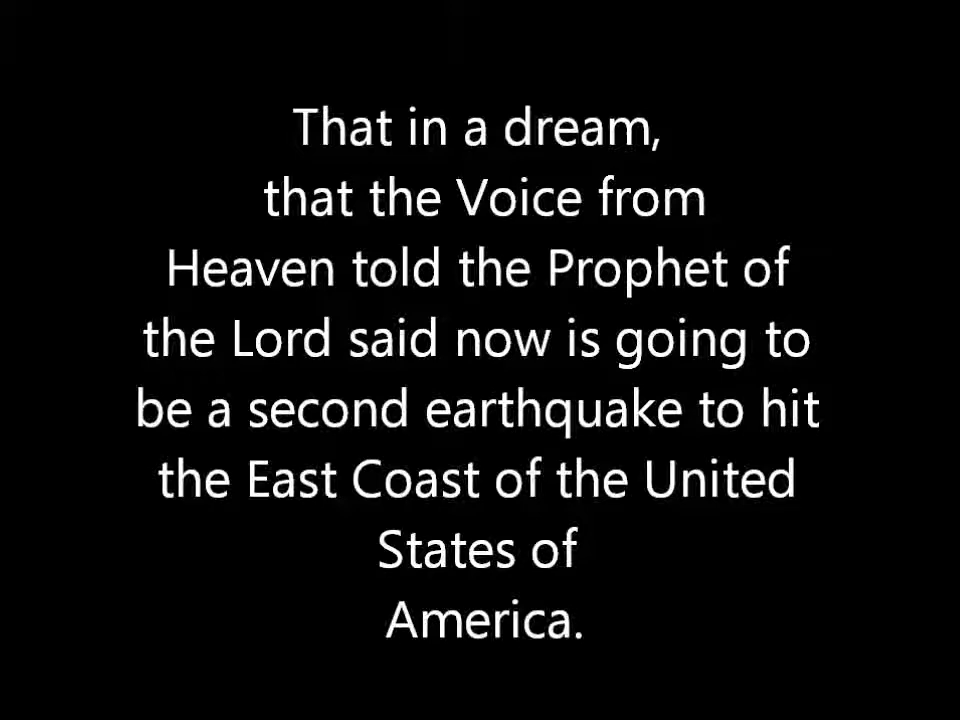 That in a dream,
that the Voice from
Heaven told the Prophet of
the Lord said now is going to
be a second earthquake to hit
the East Coast of the United
States of
America.